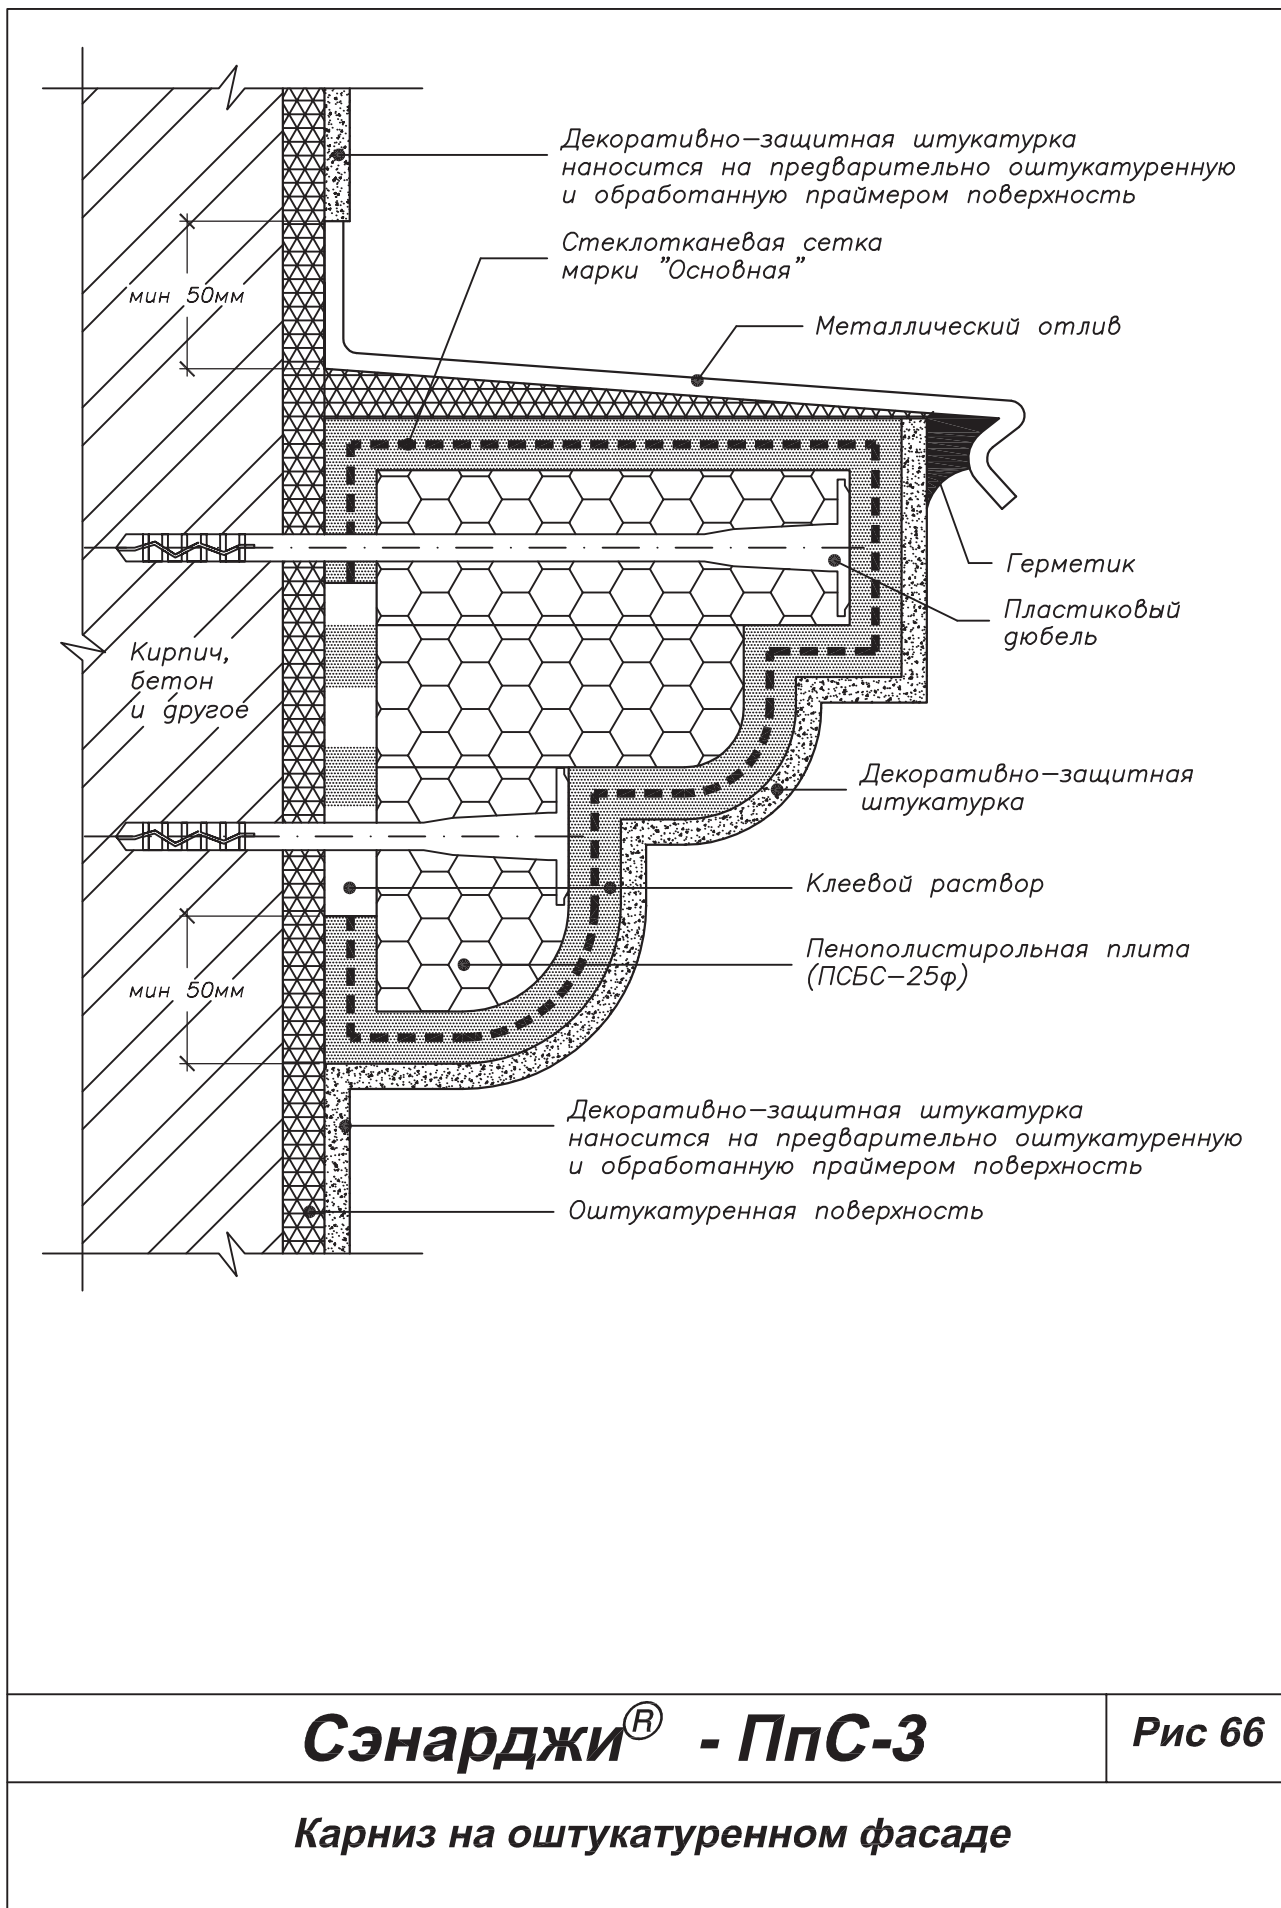 Декоративно-защитная штукатурка
наносится на предварительно оштукатуренную
и обработанную праймером поверхность
Стеклотканевая сетка
марки "Основная"
мин 50мм
Металлический отлив
Герметик
Пластиковый
дюбель
Кирпич,
бетон
и другое
Декоративно-защитная
штукатурка
Клеевой раствор
Пенополистирольная плита
(ПСБС-25ф)
мин 50мм
Декоративно-защитная штукатурка
наносится на предварительно оштукатуренную
и обработанную праймером поверхность
Оштукатуренная поверхность
Сэнарджи® - ПпС-3
Рис 66
Карниз на оштукатуренном фасаде